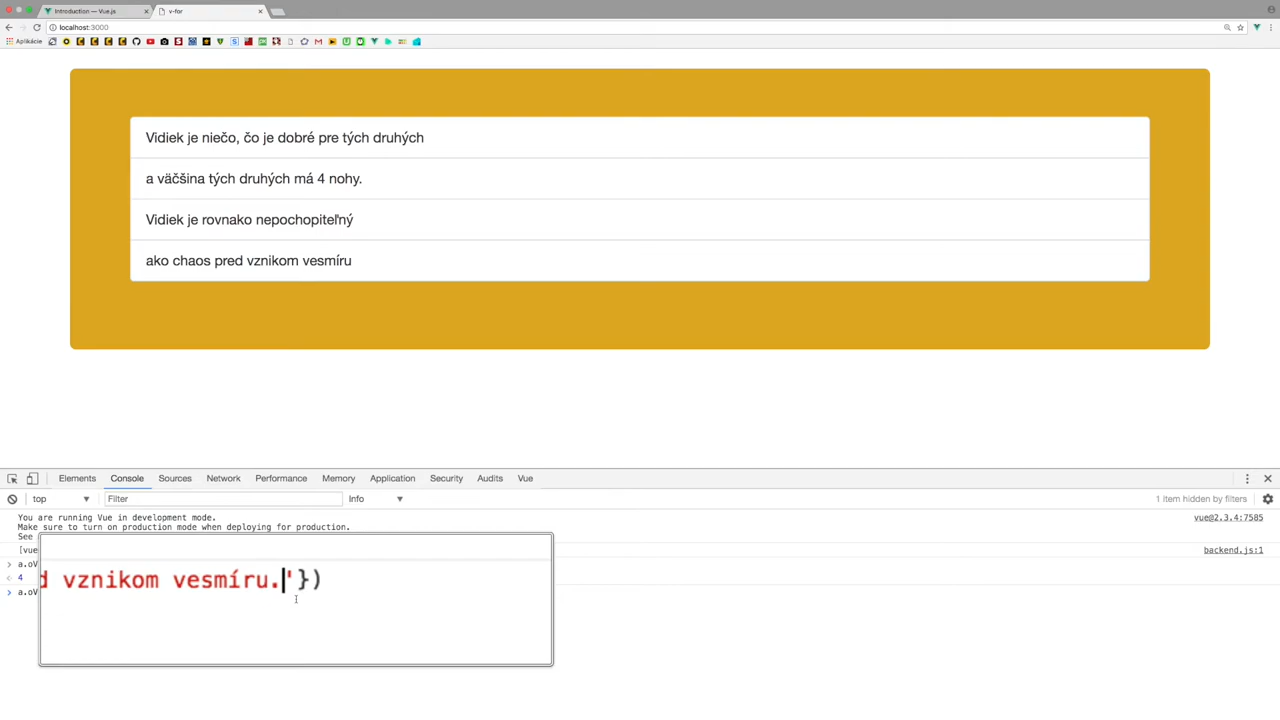 Introduction — Vue.js
v-for
localhost:3000
Aplikácie
Vidiek je niečo, čo je dobré pre tých druhých
a väčšina tých druhých má 4 nohy.
Vidiek je rovnako nepochopiteľný
ako chaos pred vznikom vesmíru
Elements Console Sources Network Performance Memory Application Security Audits Vue
top Filter Info 1 item hidden by filters
You are running Vue in development mode. vue@2.3.4:7585
Make sure to turn on production mode when deploying for production.
See
[vue backend.js:1
a.oV
4
a.oV
d vznikom vesmíru.'})